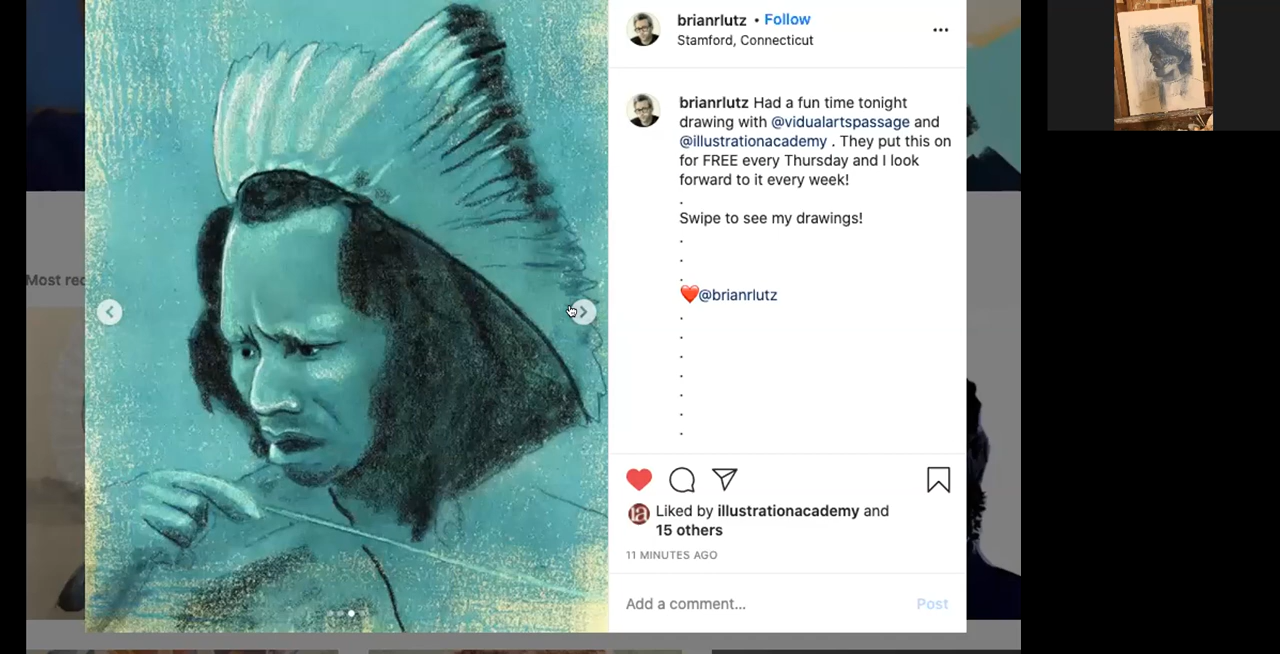 brianrlutz • Follow
Stamford, Connecticut
brianrlutz Had a fun time tonight
drawing with @vidualartspassage and
@illustrationacademy . They put this on
for FREE every Thursday and I look
forward to it every week!
.
Swipe to see my drawings!
.
.
.
❤️@brianrlutz
.
.
.
.
.
.
.
Liked by illustrationacademy and
15 others
11 MINUTES AGO
Add a comment... Post
Most rec